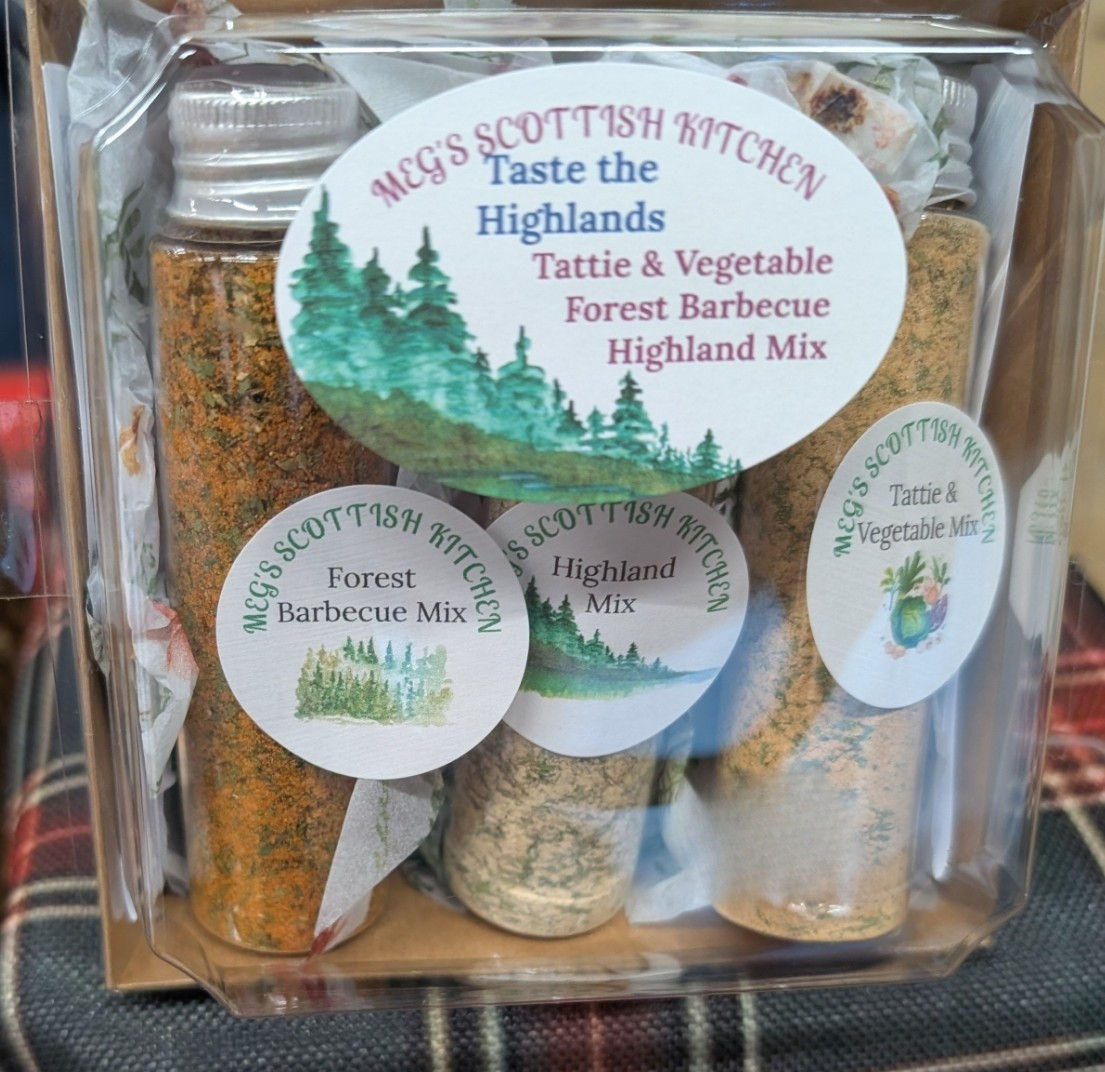 MEG'S SCOTTISH KITCHEN
Taste the
Highlands
Tattie & Vegetable
Forest Barbecue
Highland Mix
MEG'S SCOTTISH KITCHEN
Forest
Barbecue Mix
SCOTTISH KITCHEN
Highland
Mix
MEG'S SCOTTISH KITCHEN
Tattie &
Vegetable Mix